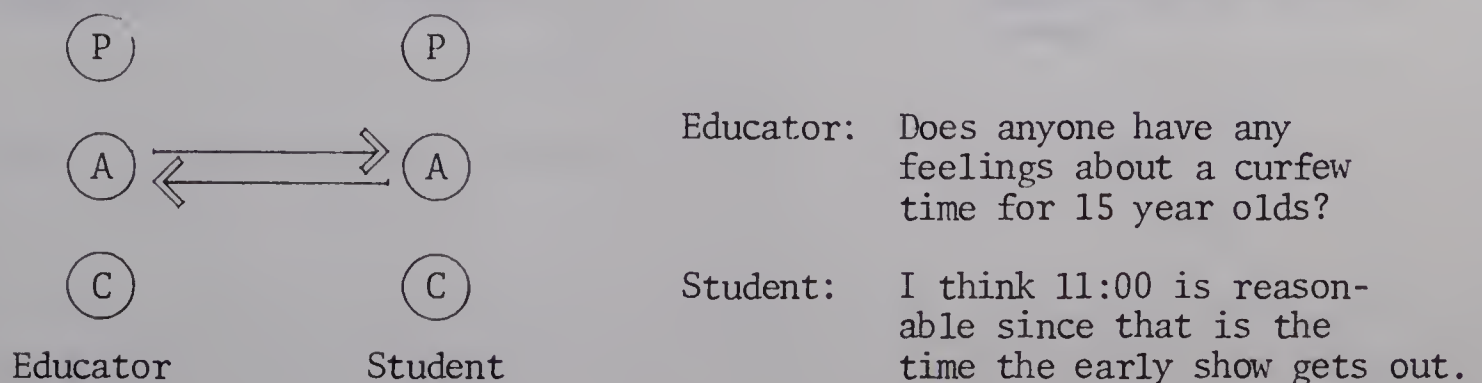 P P
Educator: Does anyone have any
feelings about a curfew
time for 15 year olds?
A A
Student: I think 11:00 is reason-
able since that is the
time the early show gets out.
C C
Educator Student